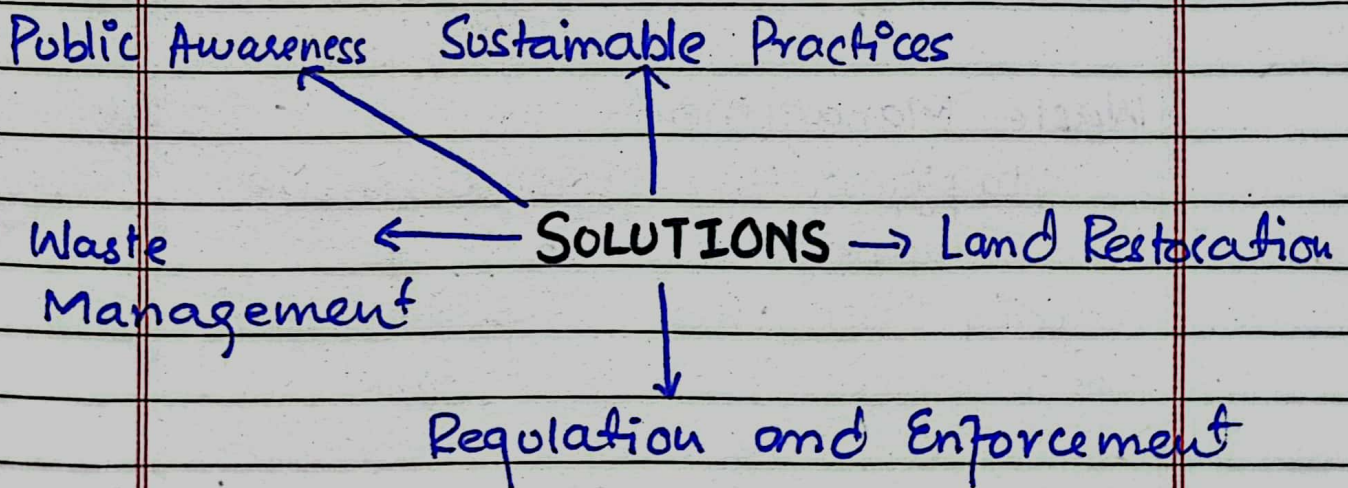 Public Awareness Sustainable Practices
Waste ← SOLUTIONS → Land Restoration
Management
Regulation and Enforcement